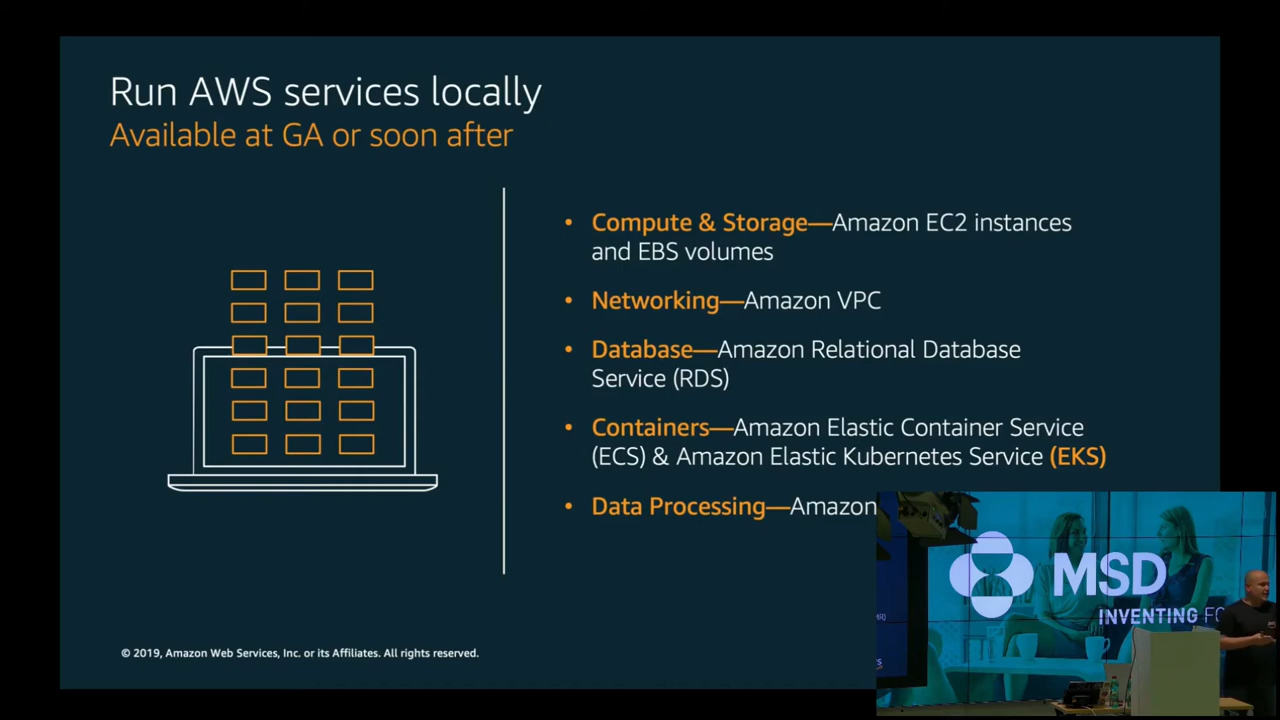 Run AWS services locally
Available at GA or soon after
• Compute & Storage—Amazon EC2 instances
and EBS volumes
• Networking—Amazon VPC
• Database—Amazon Relational Database
Service (RDS)
• Containers—Amazon Elastic Container Service
(ECS) & Amazon Elastic Kubernetes Service (EKS)
• Data Processing—Amazon
MSD
INVENTING
© 2019, Amazon Web Services, Inc. or its Affiliates. All rights reserved.